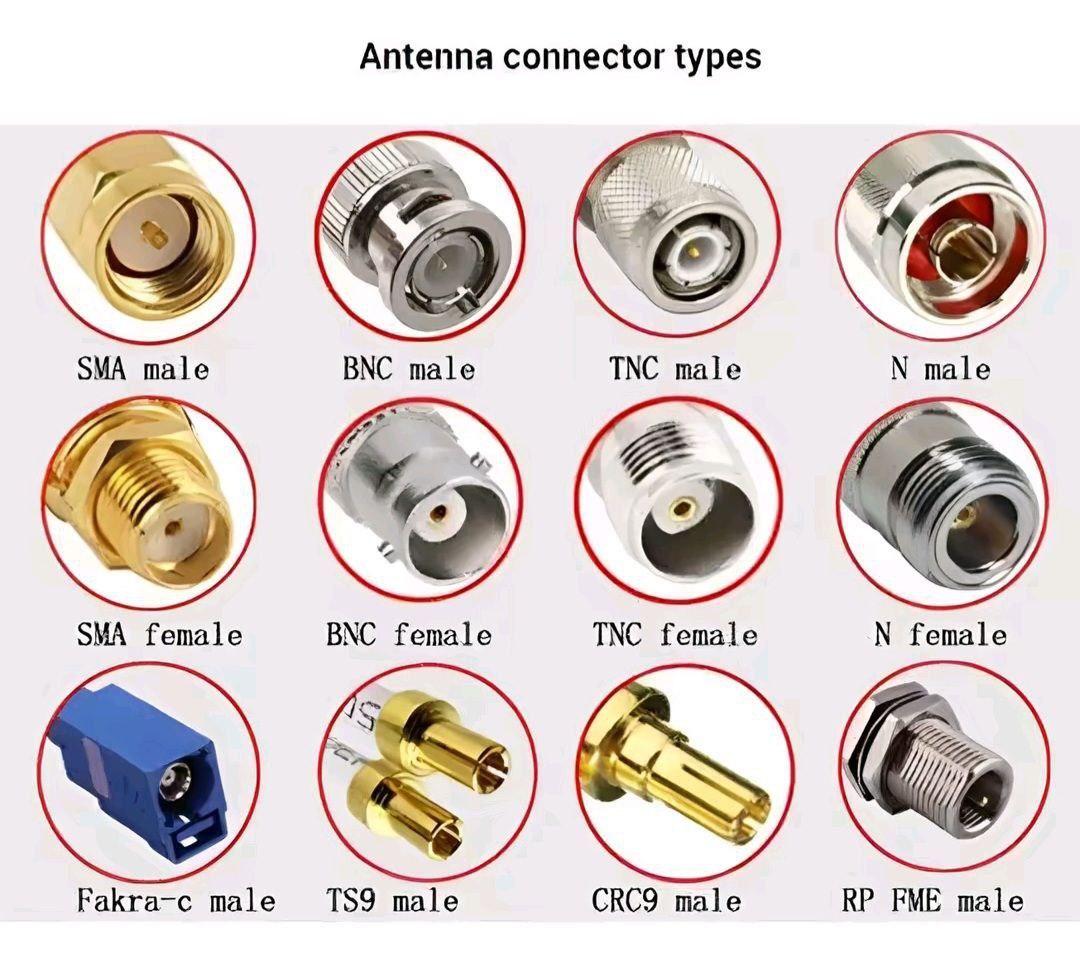 Antenna connector types
SMA male
BNC male
TNC male
N male
SMA female
BNC female
TNC female
N female
Fakra-c male
TS9 male
CRC9 male
RP FME male